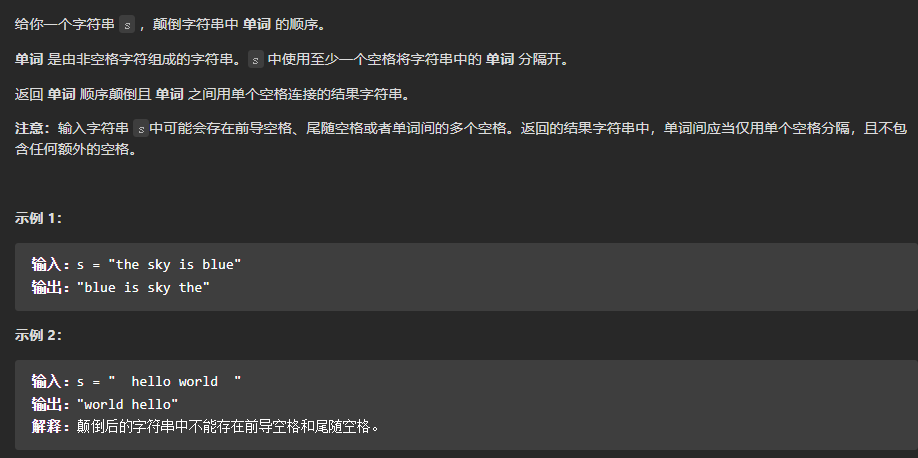 给你一个字符串 s ，颠倒字符串中 单词 的顺序。
单词 是由非空格字符组成的字符串。s 中使用至少一个空格将字符串中的 单词 分隔开。
返回 单词 顺序颠倒且 单词 之间用单个空格连接的结果字符串。
注意：输入字符串 s中可能会存在前导空格、尾随空格或者单词间的多个空格。返回的结果字符串中，单词间应当仅用单个空格分隔，且不包
含任何额外的空格。
示例 1：
输入：s = "the sky is blue"
输出："blue is sky the"
示例 2：
输入：s = "  hello world  "
输出："world hello"
解释：颠倒后的字符串中不能存在前导空格和尾随空格。